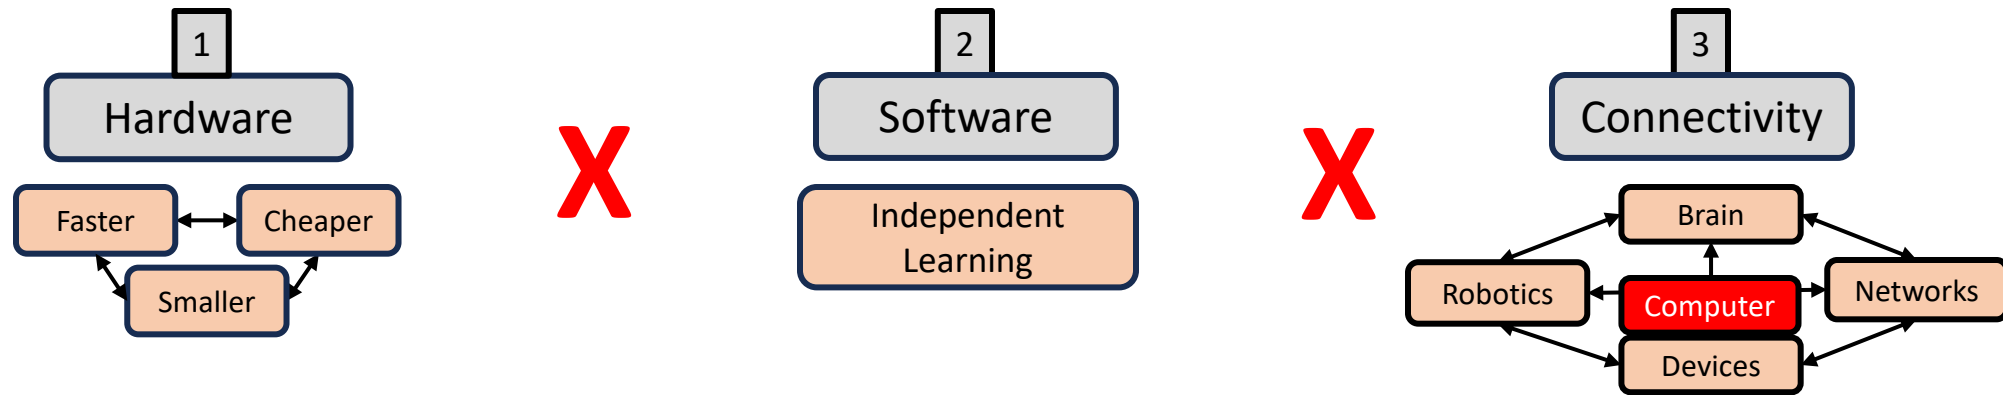 1
Hardware
Faster
Cheaper
Smaller
X
2
Software
Independent
Learning
X
3
Connectivity
Brain
Robotics
Computer
Networks
Devices